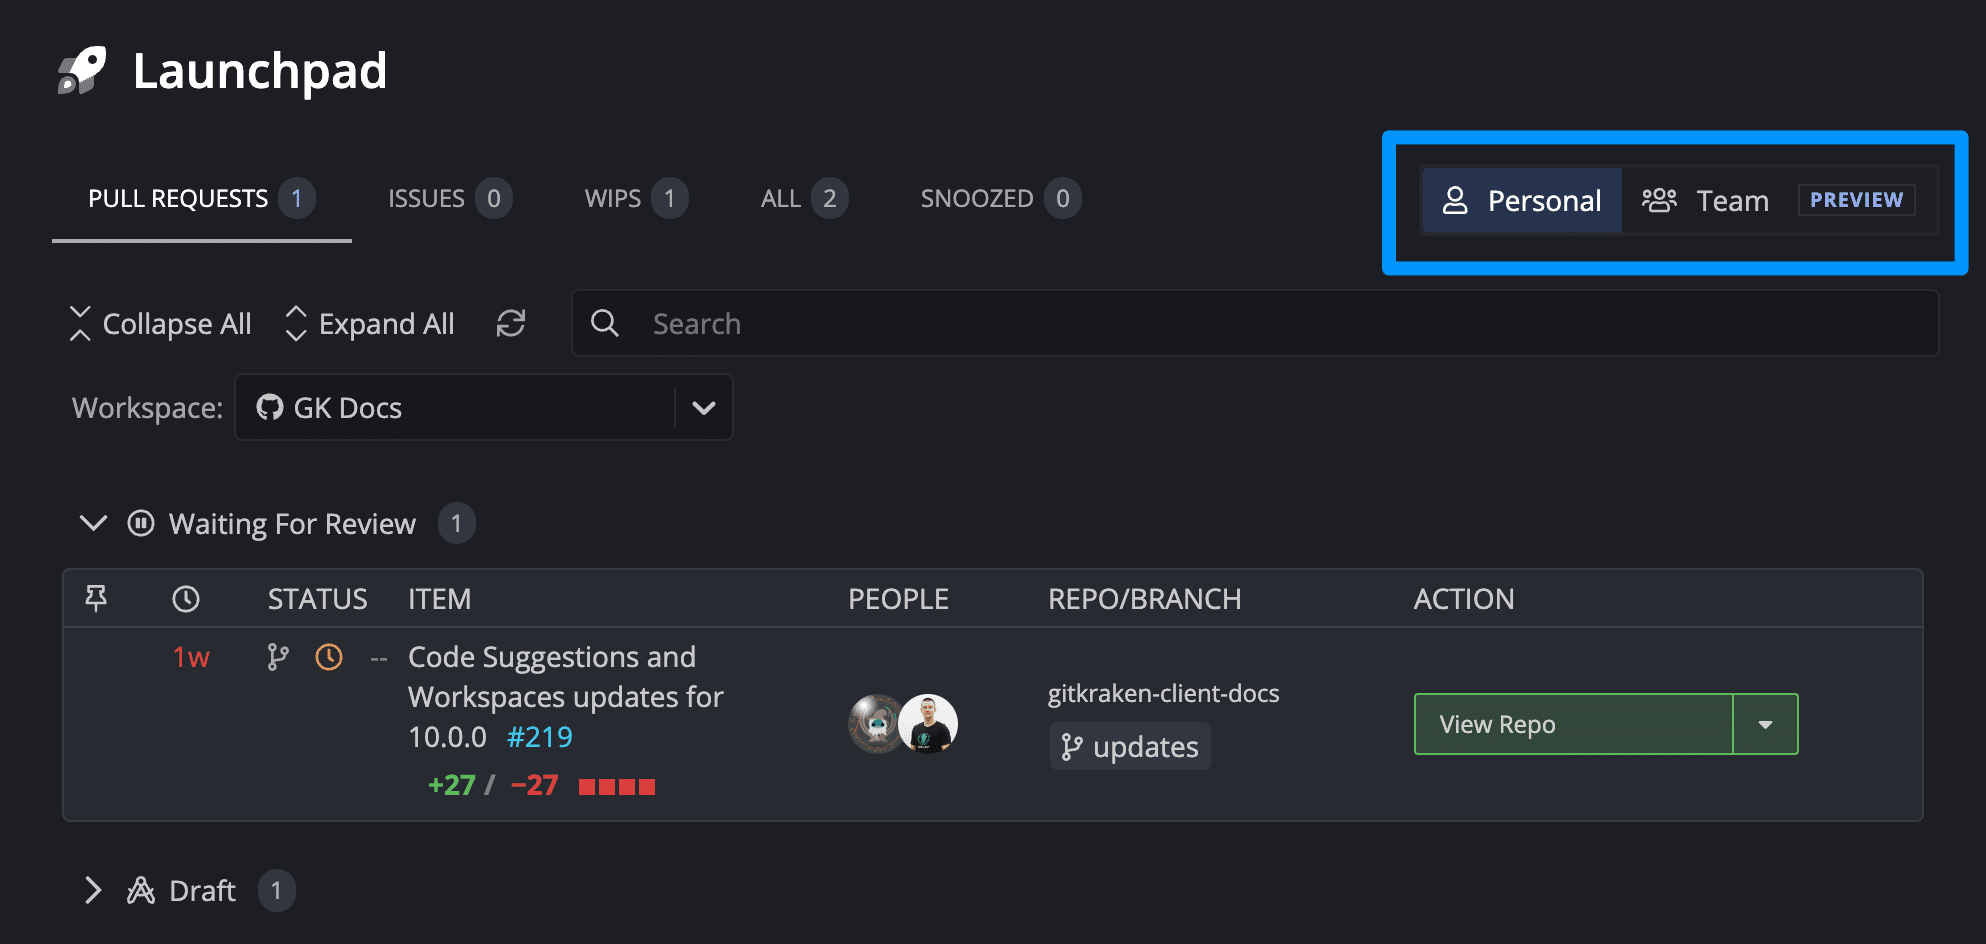 Launchpad
PULL REQUESTS 1 ISSUES 0 WIPS 1 ALL 2 SNOOZED 0
Personal Team PREVIEW
Collapse All Expand All Search
Workspace: GK Docs
Waiting For Review 1
STATUS ITEM PEOPLE REPO/BRANCH ACTION
1w -- Code Suggestions and
Workspaces updates for
10.0.0 #219
+27 / −27
gitkraken-client-docs
updates
View Repo
Draft 1